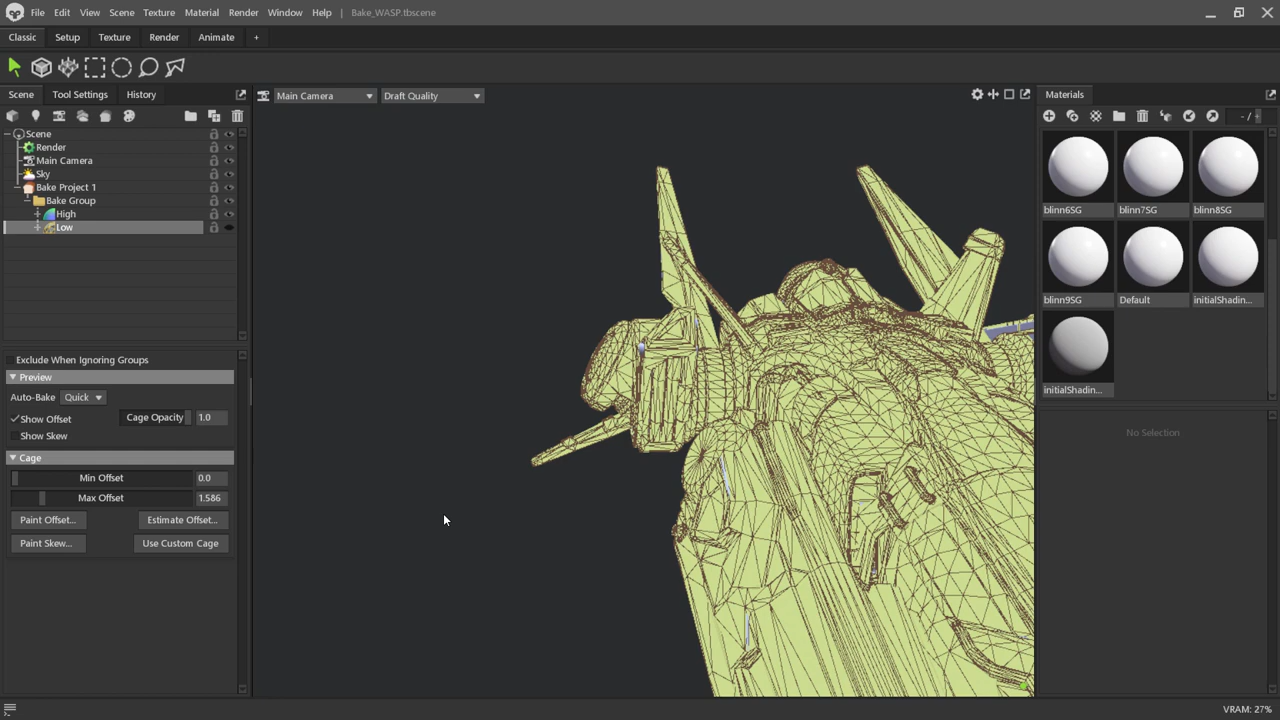 File Edit View Scene Texture Material Render Window Help Bake_WASP.tbscene
Classic Setup Texture Render Animate +
Scene Tool Settings History
Main Camera Draft Quality
Materials
- / -
Scene
Render
Main Camera
Sky
Bake Project 1
Bake Group
High
Low
blinn6SG blinn7SG blinn8SG
blinn9SG Default initialShadin...
initialShadin...
Exclude When Ignoring Groups
Preview
Auto-Bake Quick
Show Offset Cage Opacity 1.0
Show Skew
Cage
Min Offset 0.0
Max Offset 1.586
Paint Offset... Estimate Offset...
Paint Skew... Use Custom Cage
No Selection
VRAM: 27%